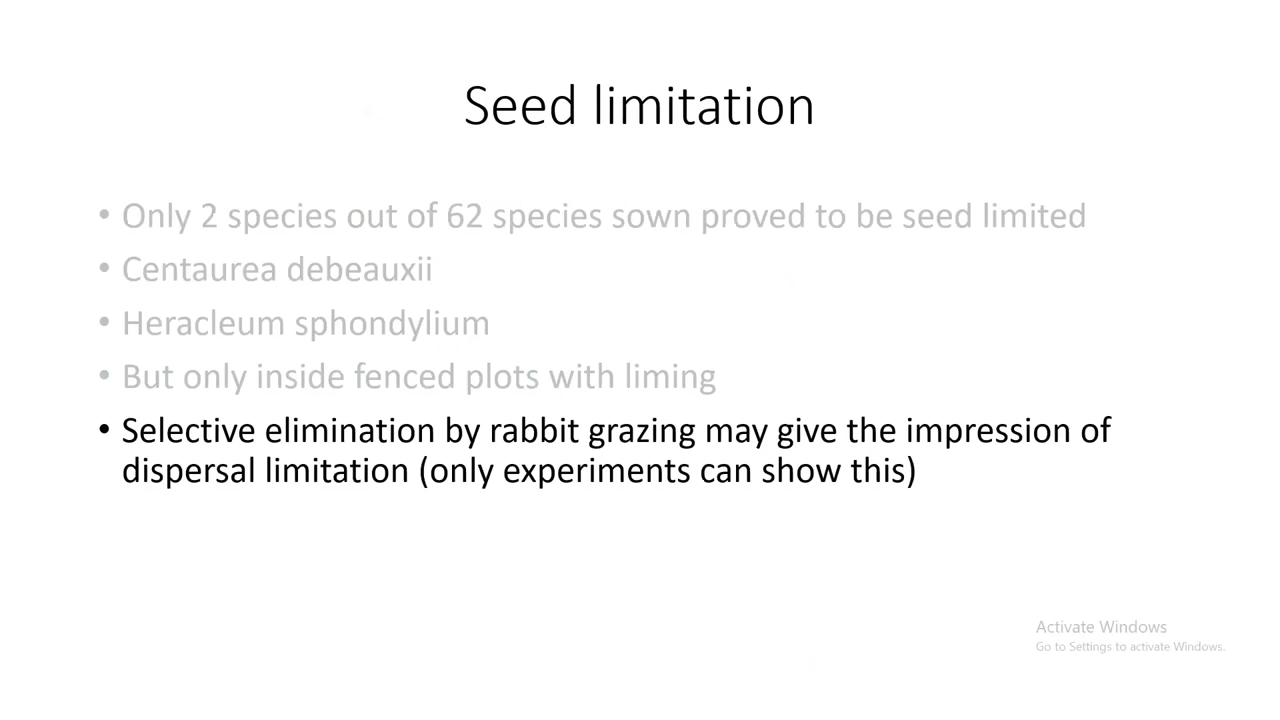 Seed limitation
• Only 2 species out of 62 species sown proved to be seed limited
• Centaurea debeauxii
• Heracleum sphondylium
• But only inside fenced plots with liming
• Selective elimination by rabbit grazing may give the impression of
dispersal limitation (only experiments can show this)
Activate Windows
Go to Settings to activate Windows.